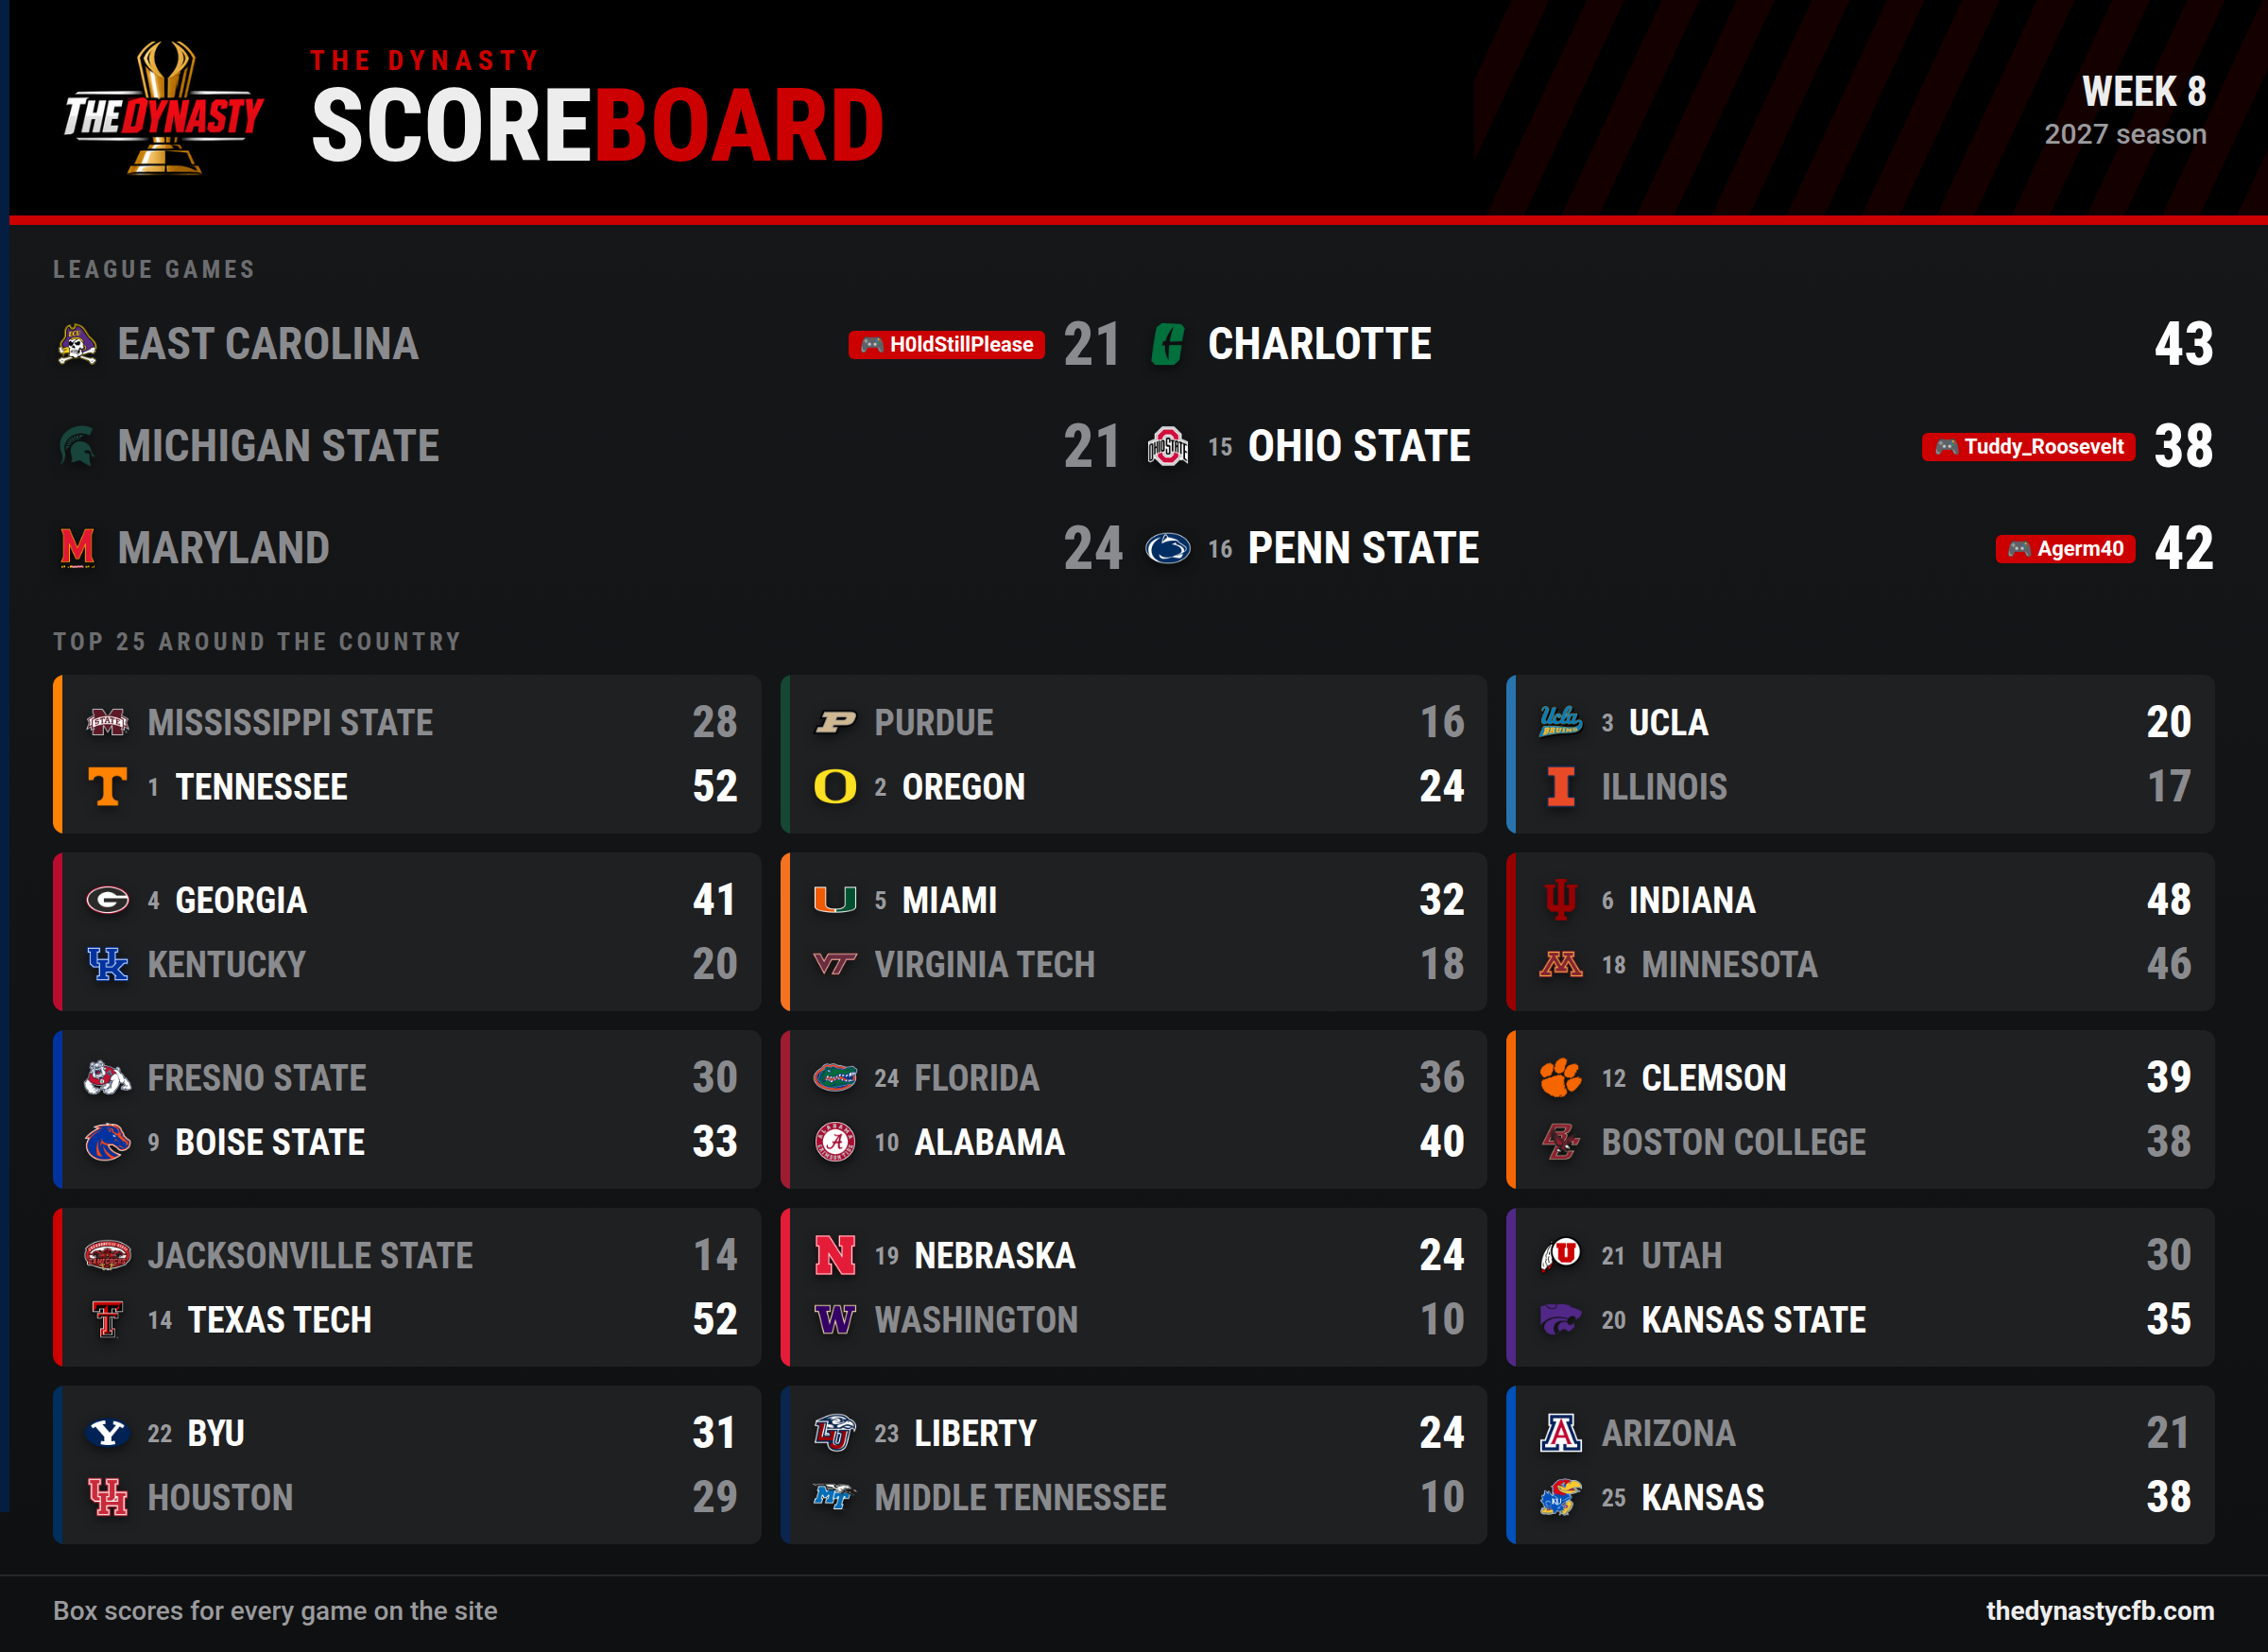 THE DYNASTY
THE DYNASTY
SCOREBOARD
WEEK 8
2027 season
LEAGUE GAMES
EAST CAROLINA H0ldStillPlease 21 CHARLOTTE 43
MICHIGAN STATE 21 15 OHIO STATE Tuddy_Roosevelt 38
MARYLAND 24 16 PENN STATE Agerm40 42
TOP 25 AROUND THE COUNTRY
MISSISSIPPI STATE 28
1 TENNESSEE 52
PURDUE 16
2 OREGON 24
3 UCLA 20
ILLINOIS 17
4 GEORGIA 41
KENTUCKY 20
5 MIAMI 32
VIRGINIA TECH 18
6 INDIANA 48
18 MINNESOTA 46
FRESNO STATE 30
9 BOISE STATE 33
24 FLORIDA 36
10 ALABAMA 40
12 CLEMSON 39
BOSTON COLLEGE 38
JACKSONVILLE STATE 14
14 TEXAS TECH 52
19 NEBRASKA 24
WASHINGTON 10
21 UTAH 30
20 KANSAS STATE 35
22 BYU 31
HOUSTON 29
23 LIBERTY 24
MIDDLE TENNESSEE 10
ARIZONA 21
25 KANSAS 38
Box scores for every game on the site
thedynastycfb.com